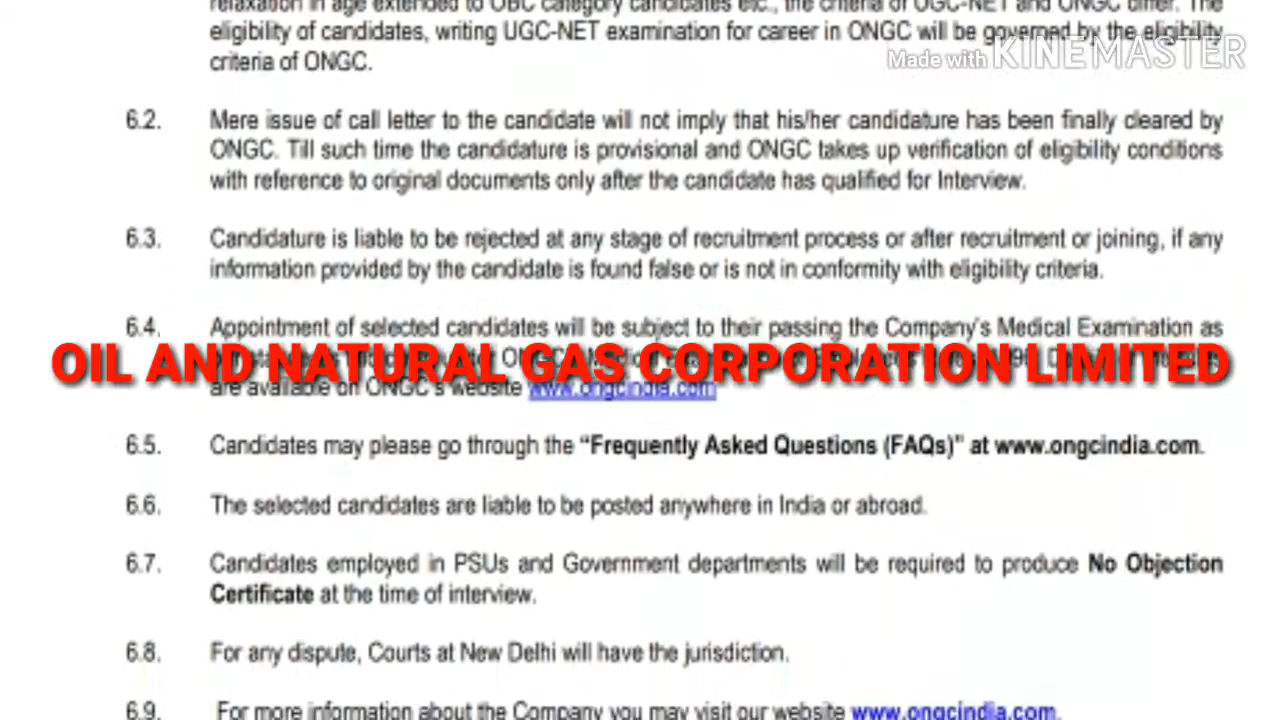 relaxation in age extended to OBC category candidates etc., the criteria of UGC-NET and ONGC differ. The
eligibility of candidates, writing UGC-NET examination for career in ONGC will be governed by the eligibility
criteria of ONGC.
Made with KINEMASTER
6.2. Mere issue of call letter to the candidate will not imply that his/her candidature has been finally cleared by
ONGC. Till such time the candidature is provisional and ONGC takes up verification of eligibility conditions
with reference to original documents only after the candidate has qualified for Interview.
6.3. Candidature is liable to be rejected at any stage of recruitment process or after recruitment or joining, if any
information provided by the candidate is found false or is not in conformity with eligibility criteria.
6.4. Appointment of selected candidates will be subject to their passing the Company's Medical Examination as
OIL AND NATURAL GAS CORPORATION LIMITED
are available on ONGC's website www.ongcindia.com
6.5. Candidates may please go through the “Frequently Asked Questions (FAQs)” at www.ongcindia.com.
6.6. The selected candidates are liable to be posted anywhere in India or abroad.
6.7. Candidates employed in PSUs and Government departments will be required to produce No Objection
Certificate at the time of interview.
6.8. For any dispute, Courts at New Delhi will have the jurisdiction.
6.9. For more information about the Company you may visit our website www.ongcindia.com.